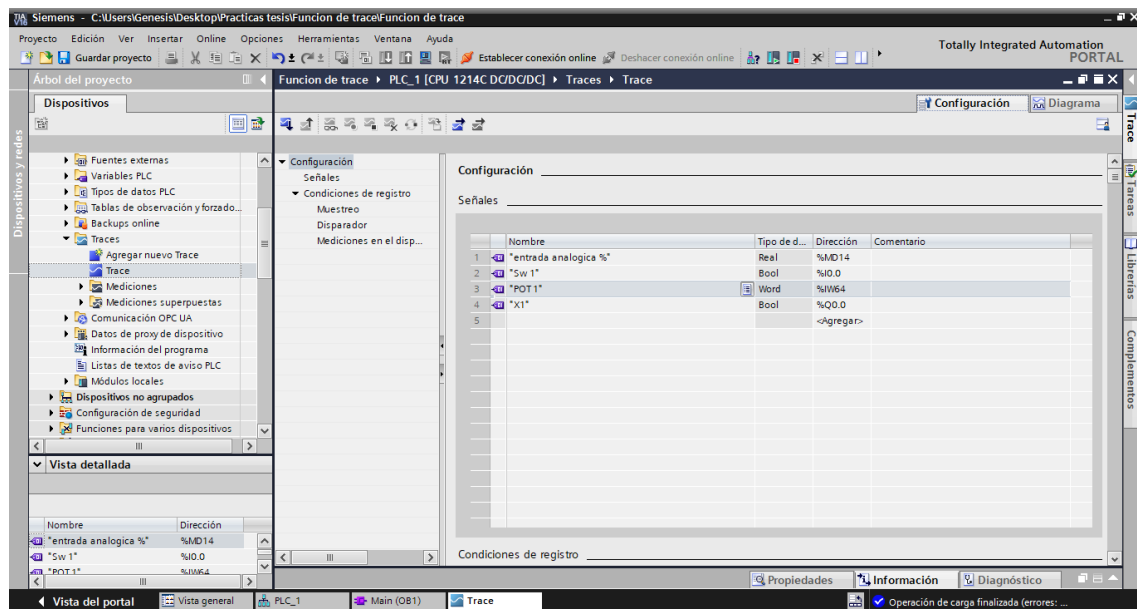 Siemens - C:\Users\Genesis\Desktop\Practicas tesis\Funcion de trace\Funcion de trace
Proyecto Edición Ver Insertar Online Opciones Herramientas Ventana Ayuda
Totally Integrated Automation
PORTAL
Guardar proyecto
Establecer conexión online
Deshacer conexión online
Árbol del proyecto
Funcion de trace PLC_1 [CPU 1214C DC/DC/DC] Traces Trace
Dispositivos
Configuración
Diagrama
Dispositivos y redes
Fuentes externas
Variables PLC
Tipos de datos PLC
Tablas de observación y forzado...
Backups online
Traces
Agregar nuevo Trace
Trace
Mediciones
Mediciones superpuestas
Comunicación OPC UA
Datos de proxy de dispositivo
Información del programa
Listas de textos de aviso PLC
Módulos locales
Dispositivos no agrupados
Configuración de seguridad
Funciones para varios dispositivos
Vista detallada
Nombre Dirección
"entrada analogica %" %MD14
"Sw 1" %I0.0
"POT 1" %IW64
Configuración
Señales
Condiciones de registro
Muestreo
Disparador
Mediciones en el disp...
Configuración
Señales
Nombre Tipo de d... Dirección Comentario
1 "entrada analogica %" Real %MD14
2 "Sw 1" Bool %I0.0
3 "POT 1" Word %IW64
4 "X1" Bool %Q0.0
5 <Agregar>
Condiciones de registro
Trace
Tareas
Librerías
Complementos
Propiedades
Información
Diagnóstico
Vista del portal
Vista general
PLC_1
Main (OB1)
Trace
Operación de carga finalizada (errores: ...